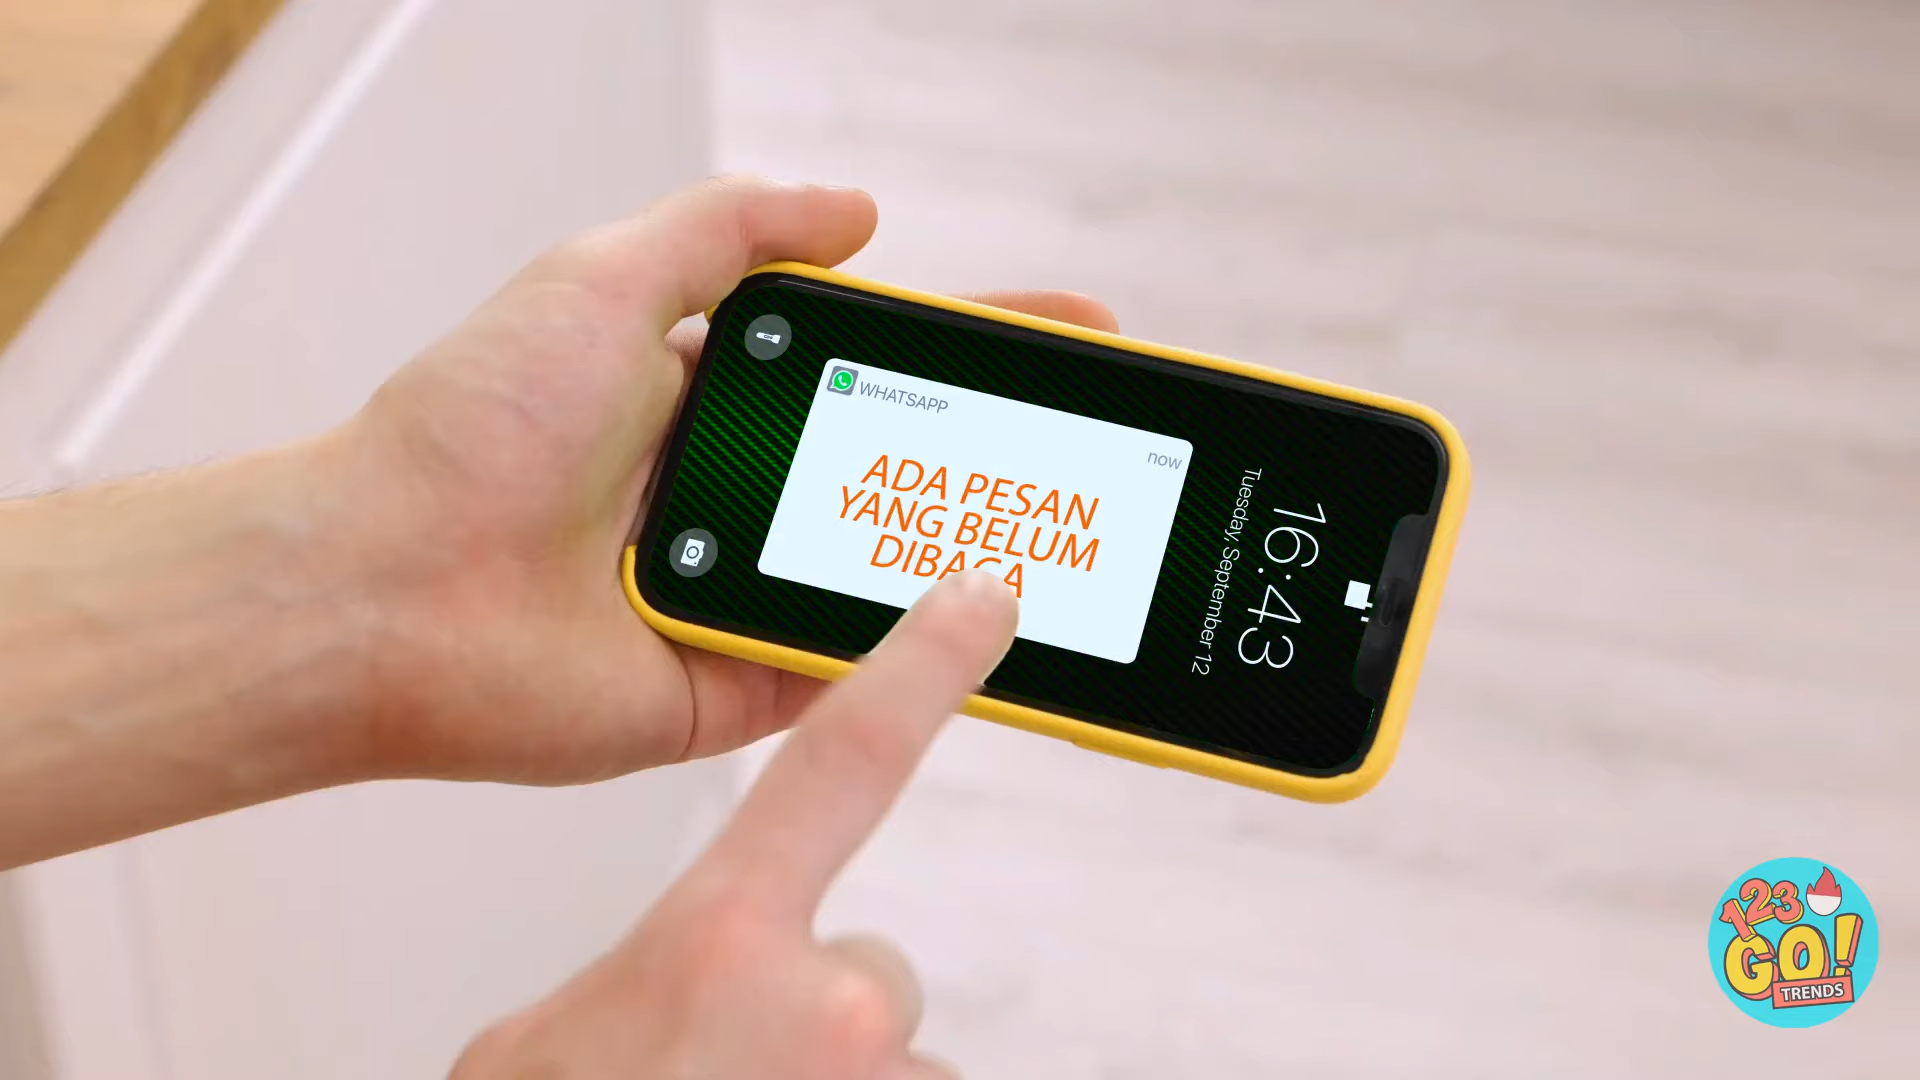 WHATSAPP
now
ADA PESAN
YANG BELUM
DIBACA
16:43
Tuesday, September 12
123
GO!
TRENDS